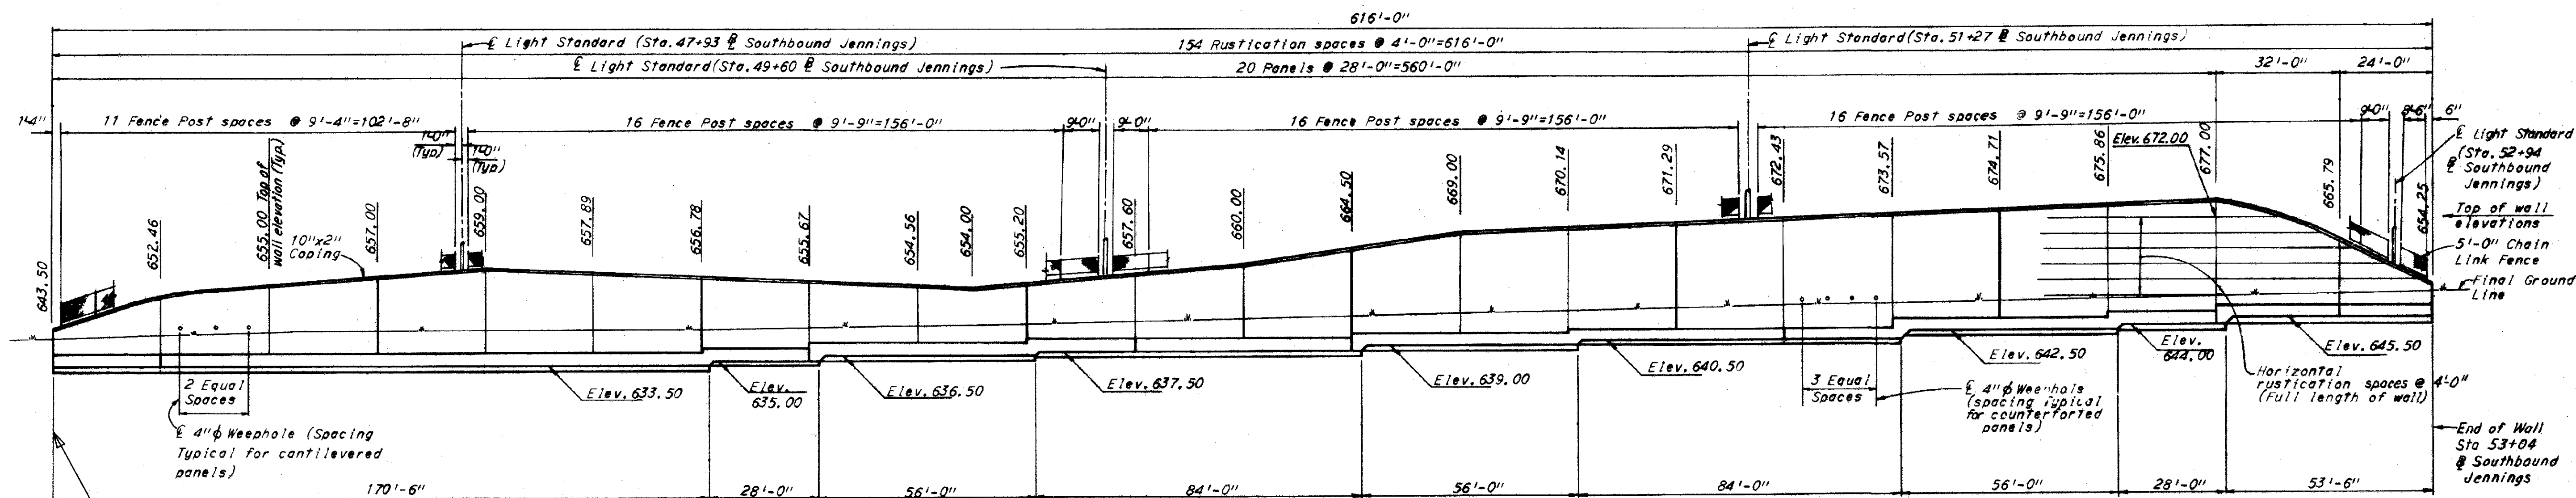 616'-0"
℄ Light Standard (Sta. 47+93 ℞ Southbound Jennings)
154 Rustication spaces @ 4'-0"=616'-0"
℄ Light Standard(Sta. 51+27 ℞ Southbound Jennings)
℄ Light Standard(Sta. 49+60 ℞ Southbound Jennings)
20 Panels @ 28'-0"=560'-0"
32'-0"
24'-0"
1'-4"
11 Fence Post spaces @ 9'-4"=102'-8"
1'-0"
(Typ.)
1'-0"
(Typ)
16 Fence Post spaces @ 9'-9"=156'-0"
9'-0"
9'-0"
16 Fence Post spaces @ 9'-9"=156'-0"
16 Fence Post spaces @ 9'-9"=156'-0"
9'-0"
8'-6"
6"
℄ Light Standard
(Sta. 52+94
℞ Southbound
Jennings)
643.50
652.46
655.00 Top of
wall elevation (Typ.)
657.00
659.00
657.89
656.78
655.67
654.56
654.00
655.20
657.60
660.00
664.50
669.00
670.14
671.29
672.43
673.57
674.71
675.86
677.00
665.79
654.25
Elev. 672.00
10"x2"
Coping
Top of wall
elevations
5'-0" Chain
Link Fence
Final Ground
Line
2 Equal
Spaces
℄ 4"φ Weephole (Spacing
Typical for cantilevered
panels)
Elev. 633.50
Elev.
635.00
Elev. 636.50
Elev. 637.50
Elev. 639.00
Elev. 640.50
3 Equal
Spaces
℄ 4"φ Weephole
(spacing Typical
for counterforted
panels)
Elev. 642.50
Elev.
644.00
Elev. 645.50
Horizontal
rustication spaces @ 4'-0"
(Full length of wall)
End of Wall
Sta 53+04
℞ Southbound
Jennings
170'-6"
28'-0"
56'-0"
84'-0"
56'-0"
84'-0"
56'-0"
28'-0"
53'-6"